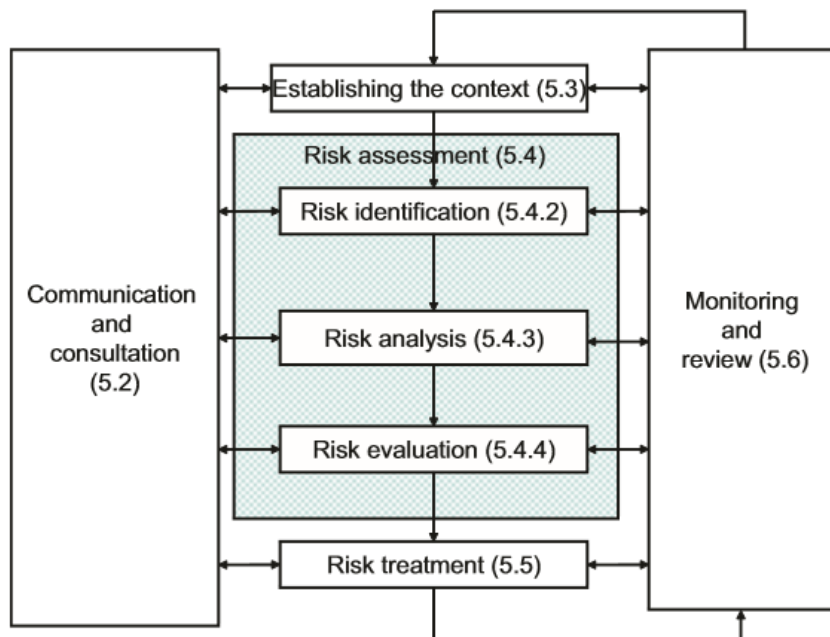 Establishing the context (5.3)
Risk assessment (5.4)
Risk identification (5.4.2)
Communication
and
consultation
(5.2)
Risk analysis (5.4.3)
Monitoring
and
review (5.6)
Risk evaluation (5.4.4)
Risk treatment (5.5)